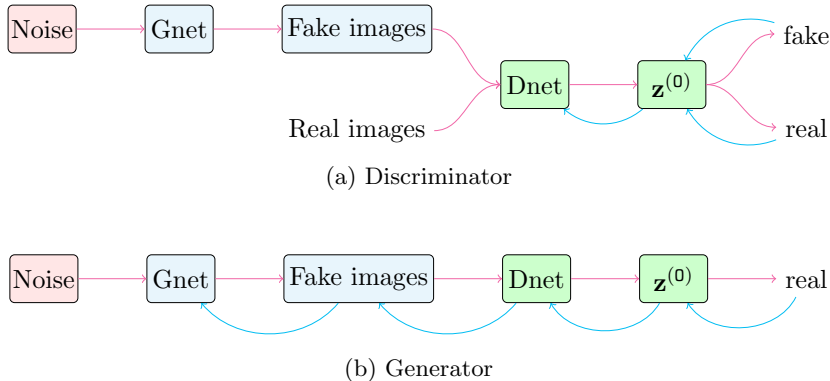 Noise Gnet Fake images fake
Dnet z^(0)
Real images real
(a) Discriminator
Noise Gnet Fake images Dnet z^(0) real
(b) Generator